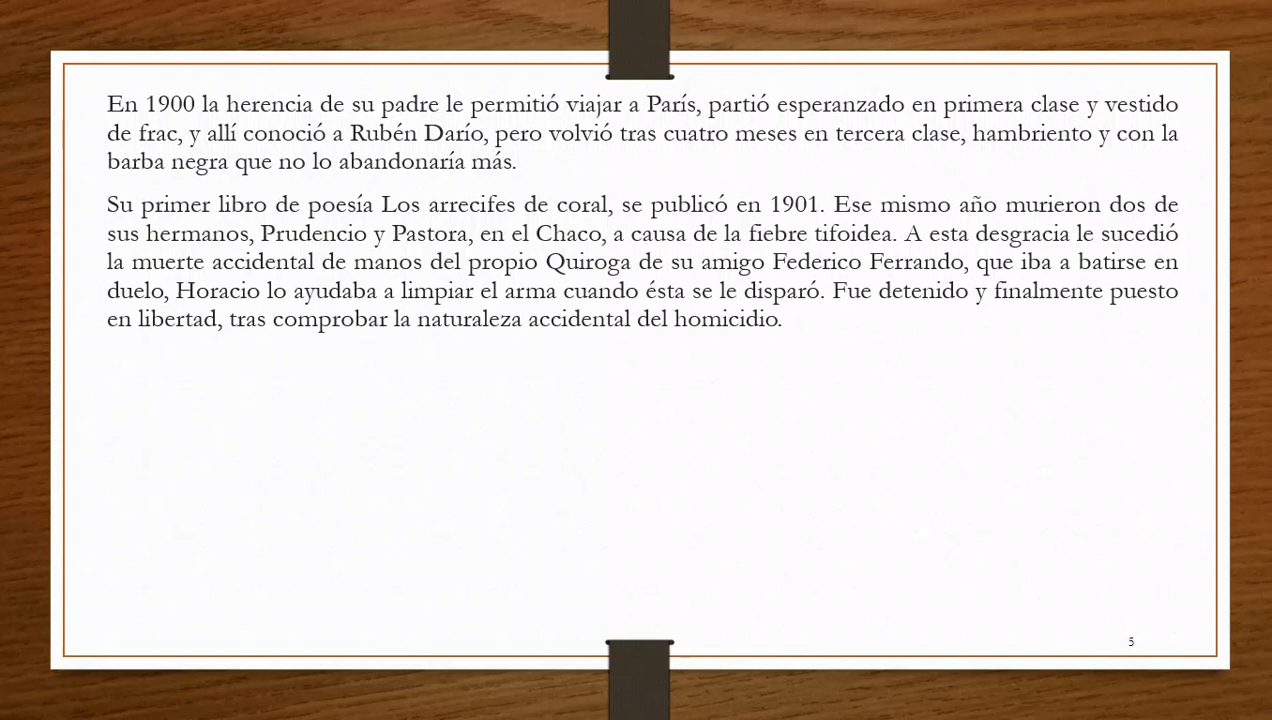 En 1900 la herencia de su padre le permitió viajar a París, partió esperanzado en primera clase y vestido
de frac, y allí conoció a Rubén Darío, pero volvió tras cuatro meses en tercera clase, hambriento y con la
barba negra que no lo abandonaría más.
Su primer libro de poesía Los arrecifes de coral, se publicó en 1901. Ese mismo año murieron dos de
sus hermanos, Prudencio y Pastora, en el Chaco, a causa de la fiebre tifoidea. A esta desgracia le sucedió
la muerte accidental de manos del propio Quiroga de su amigo Federico Ferrando, que iba a batirse en
duelo, Horacio lo ayudaba a limpiar el arma cuando ésta se le disparó. Fue detenido y finalmente puesto
en libertad, tras comprobar la naturaleza accidental del homicidio.
5